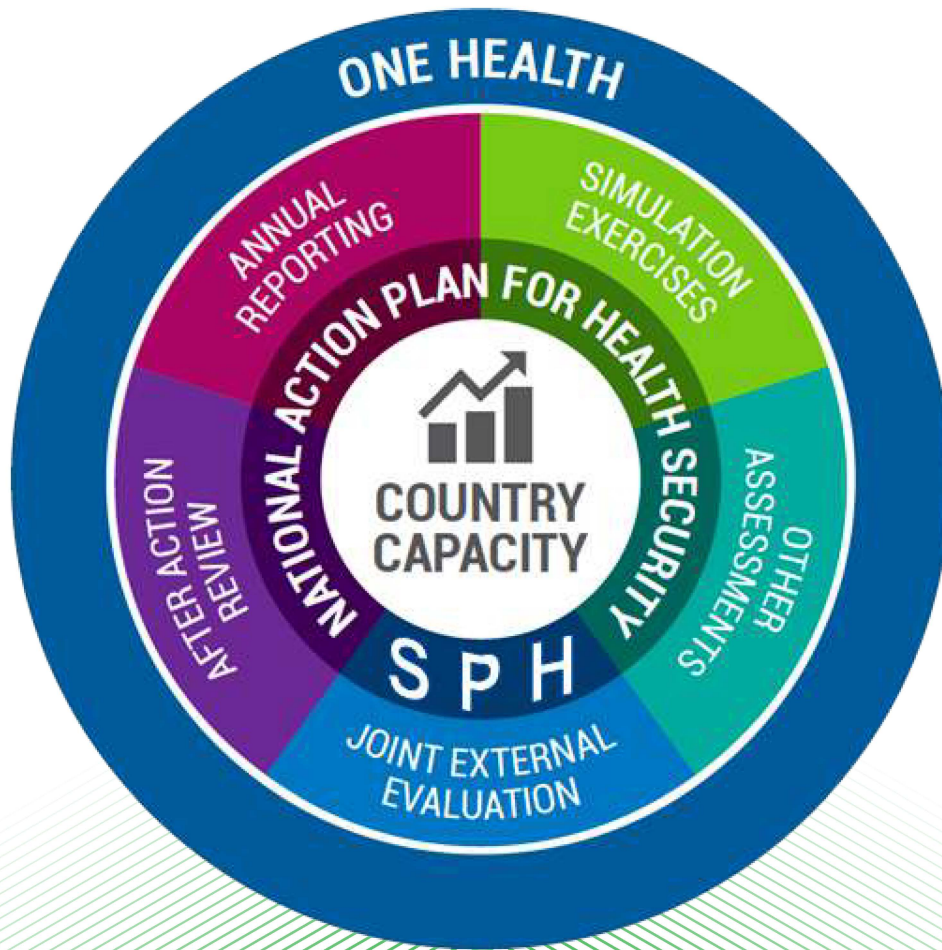 ONE HEALTH
ANNUAL
REPORTING
SIMULATION
EXERCISES
OTHER
ASSESSMENTS
JOINT EXTERNAL
EVALUATION
AFTER ACTION
REVIEW
NATIONAL ACTION PLAN FOR HEALTH SECURITY
SPH
COUNTRY
CAPACITY